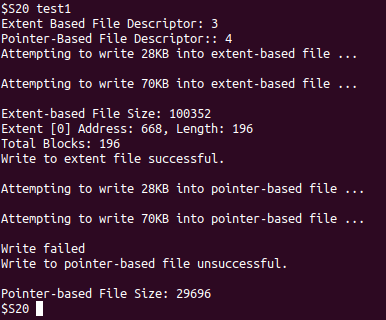 $S20 test1
Extent Based File Descriptor: 3
Pointer-Based File Descriptor:: 4
Attempting to write 28KB into extent-based file ...
Attempting to write 70KB into extent-based file ...
Extent-based File Size: 100352
Extent [0] Address: 668, Length: 196
Total Blocks: 196
Write to extent file successful.
Attempting to write 28KB into pointer-based file ...
Attempting to write 70KB into pointer-based file ...
Write failed
Write to pointer-based file unsuccessful.
Pointer-based File Size: 29696
$S20